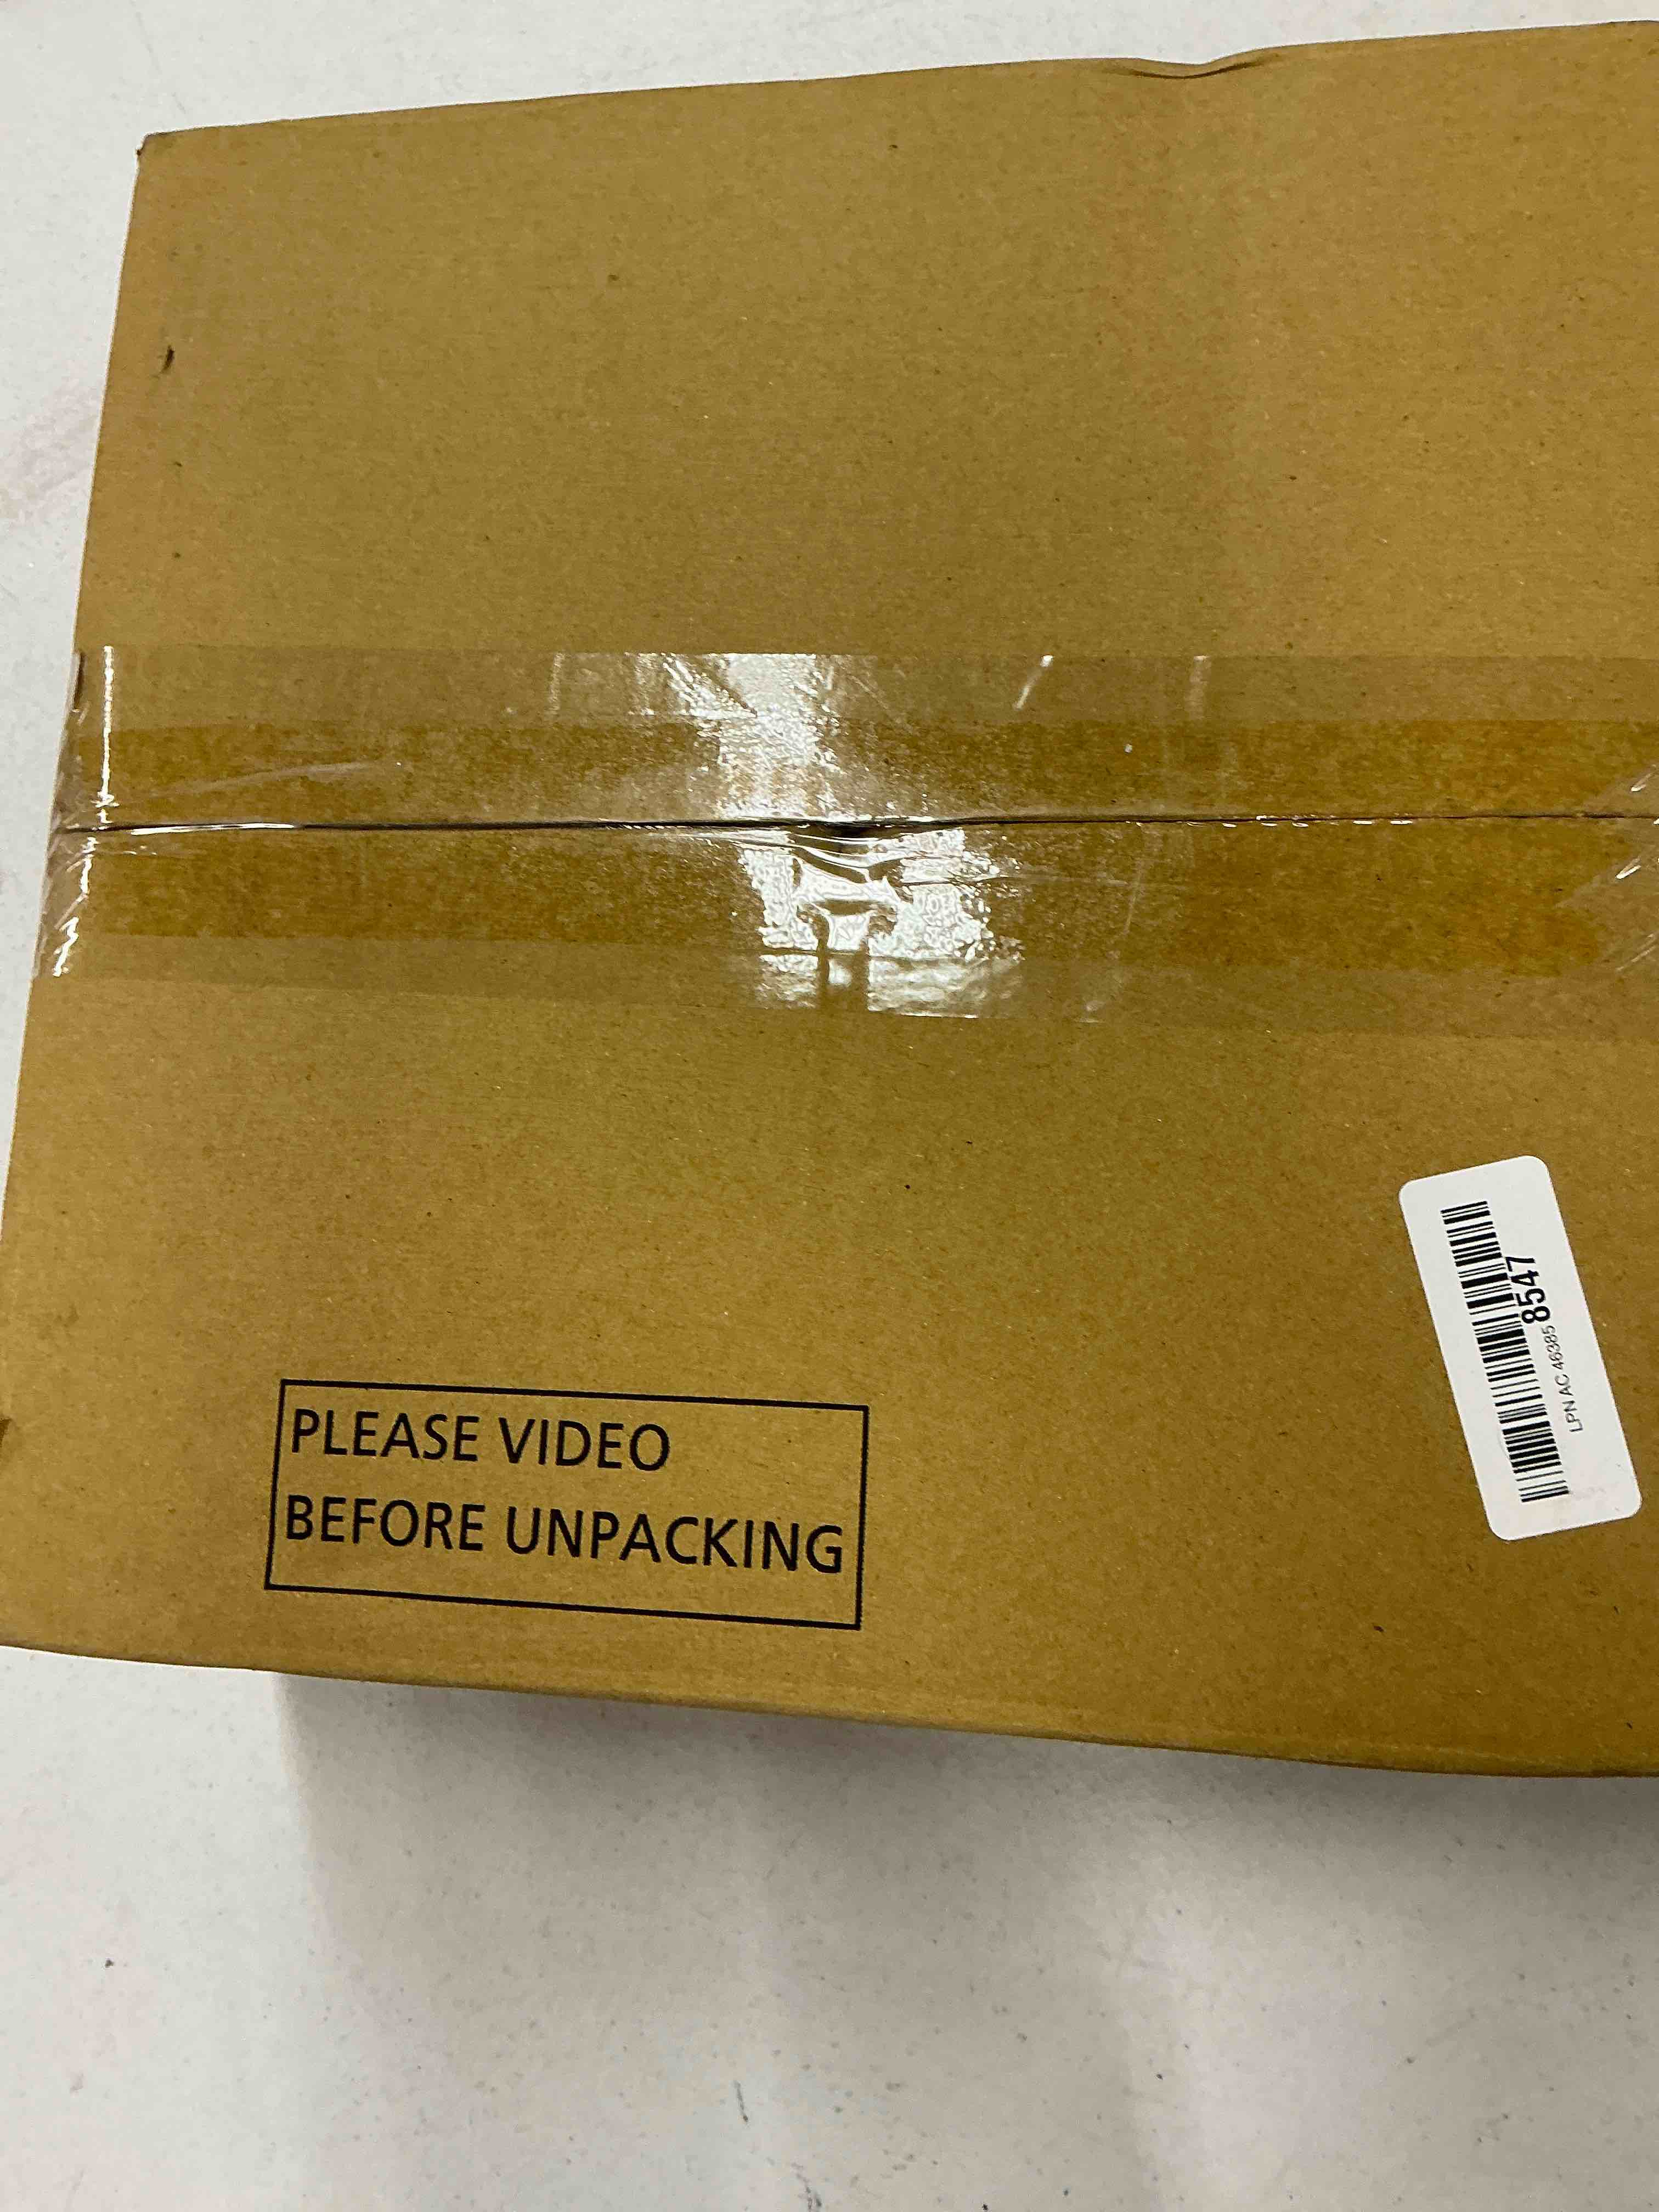 8547
LPN AC 46385
PLEASE VIDEO
BEFORE UNPACKING